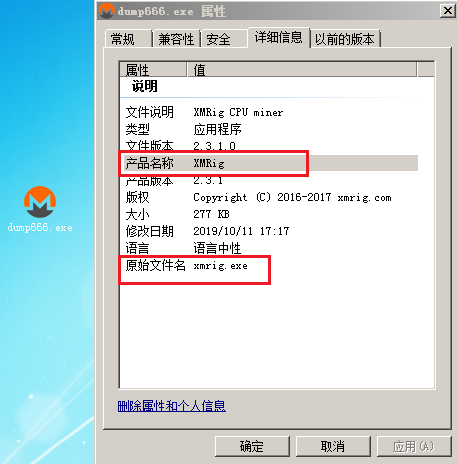 dump666.exe 属性
常规 兼容性 安全 详细信息 以前的版本
属性 值
说明
文件说明 XMRig CPU miner
类型 应用程序
文件版本 2.3.1.0
产品名称 XMRig
产品版本 2.3.1
版权 Copyright (C) 2016-2017 xmrig.com
大小 277 KB
修改日期 2019/10/11 17:17
语言 语言中性
原始文件名 xmrig.exe
dump666.exe
删除属性和个人信息
确定 取消 应用(A)